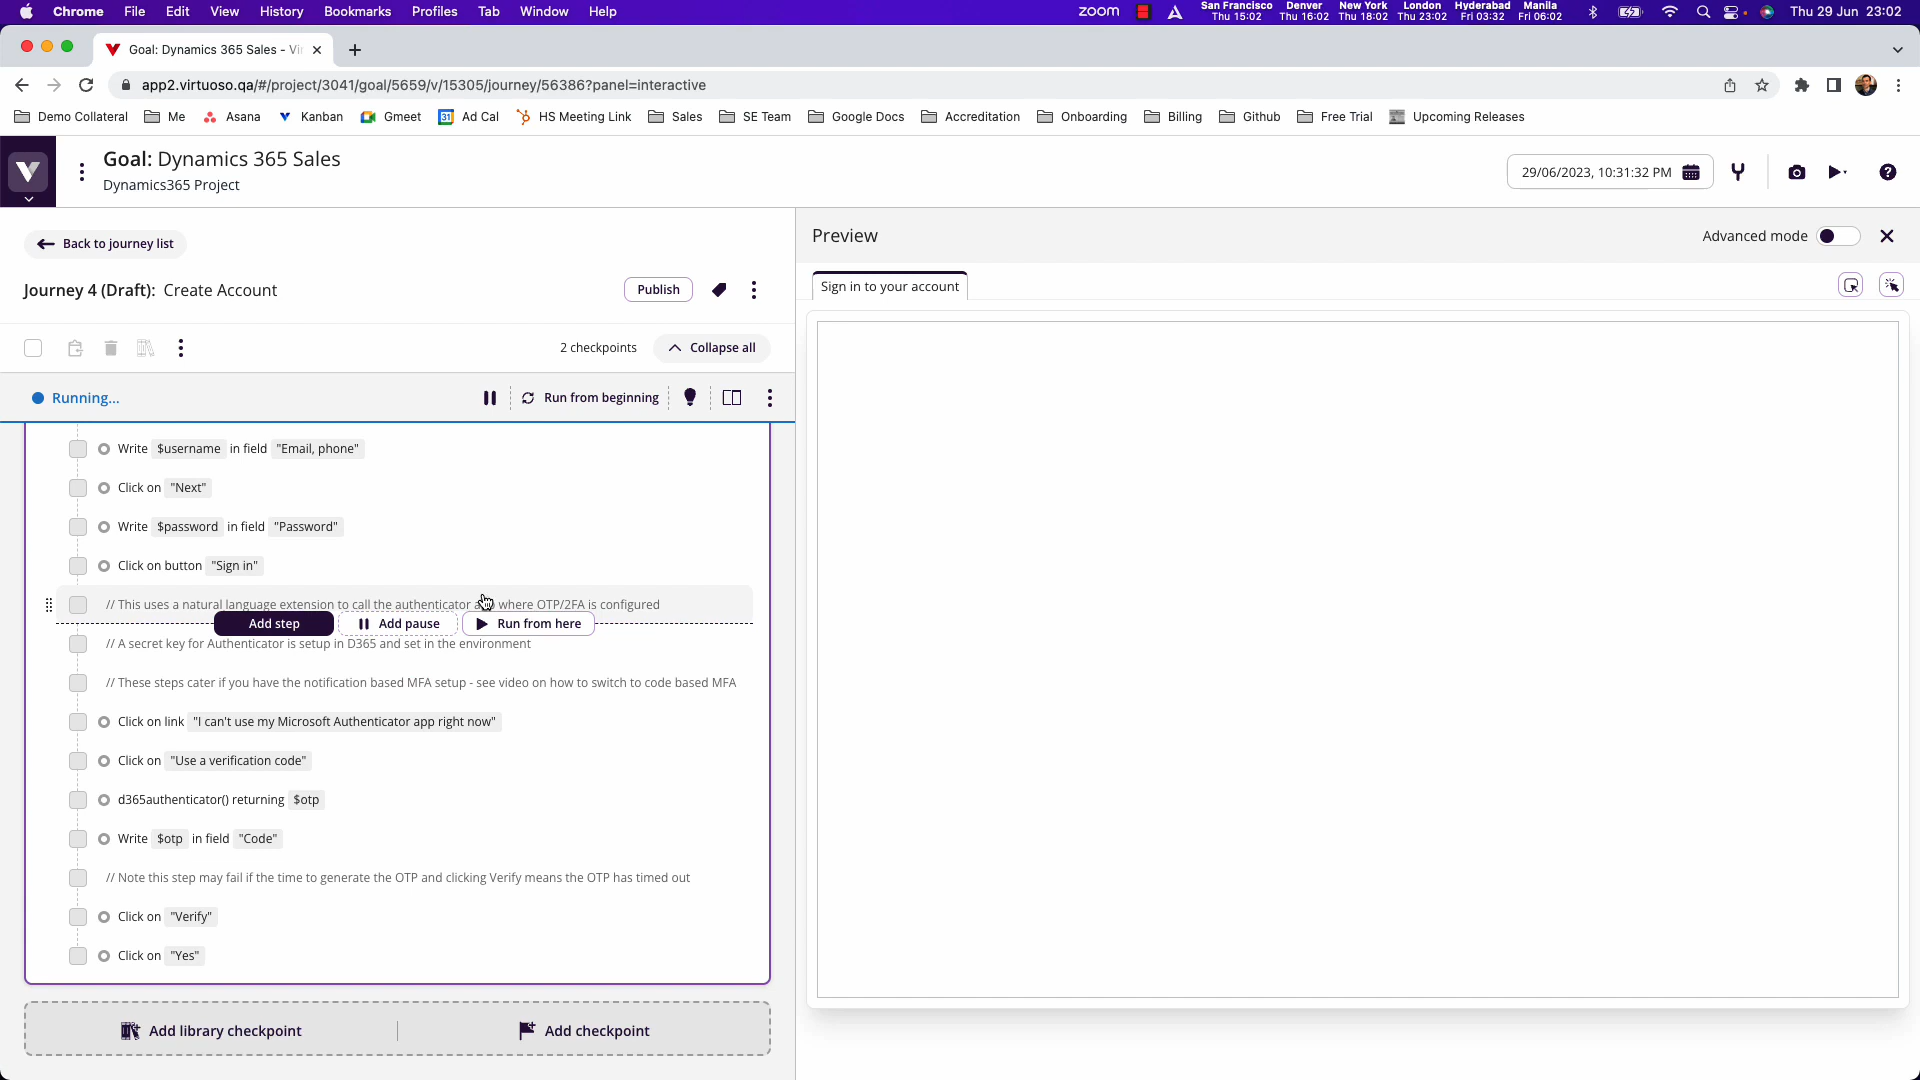 Chrome File Edit View History Bookmarks Profiles Tab Window Help
zoom San Francisco Denver New York London Hyderabad Manila
Thu 15:02 Thu 16:02 Thu 18:02 Thu 23:02 Fri 03:32 Fri 06:02
Thu 29 Jun 23:02
Goal: Dynamics 365 Sales - Vir
app2.virtuoso.qa/#/project/3041/goal/5659/v/15305/journey/56386?panel=interactive
Demo Collateral Me Asana Kanban Gmeet Ad Cal HS Meeting Link Sales SE Team Google Docs Accreditation Onboarding Billing Github Free Trial Upcoming Releases
Goal: Dynamics 365 Sales
Dynamics365 Project
29/06/2023, 10:31:32 PM
Back to journey list
Journey 4 (Draft): Create Account
Publish
2 checkpoints
Collapse all
Running...
Run from beginning
Write $username in field "Email, phone"
Click on "Next"
Write $password in field "Password"
Click on button "Sign in"
// This uses a natural language extension to call the authenticator where OTP/2FA is configured
Add step
Add pause
Run from here
// A secret key for Authenticator is setup in D365 and set in the environment
// These steps cater if you have the notification based MFA setup - see video on how to switch to code based MFA
Click on link "I can't use my Microsoft Authenticator app right now"
Click on "Use a verification code"
d365authenticator() returning $otp
Write $otp in field "Code"
// Note this step may fail if the time to generate the OTP and clicking Verify means the OTP has timed out
Click on "Verify"
Click on "Yes"
Add library checkpoint
Add checkpoint
Preview
Advanced mode
Sign in to your account